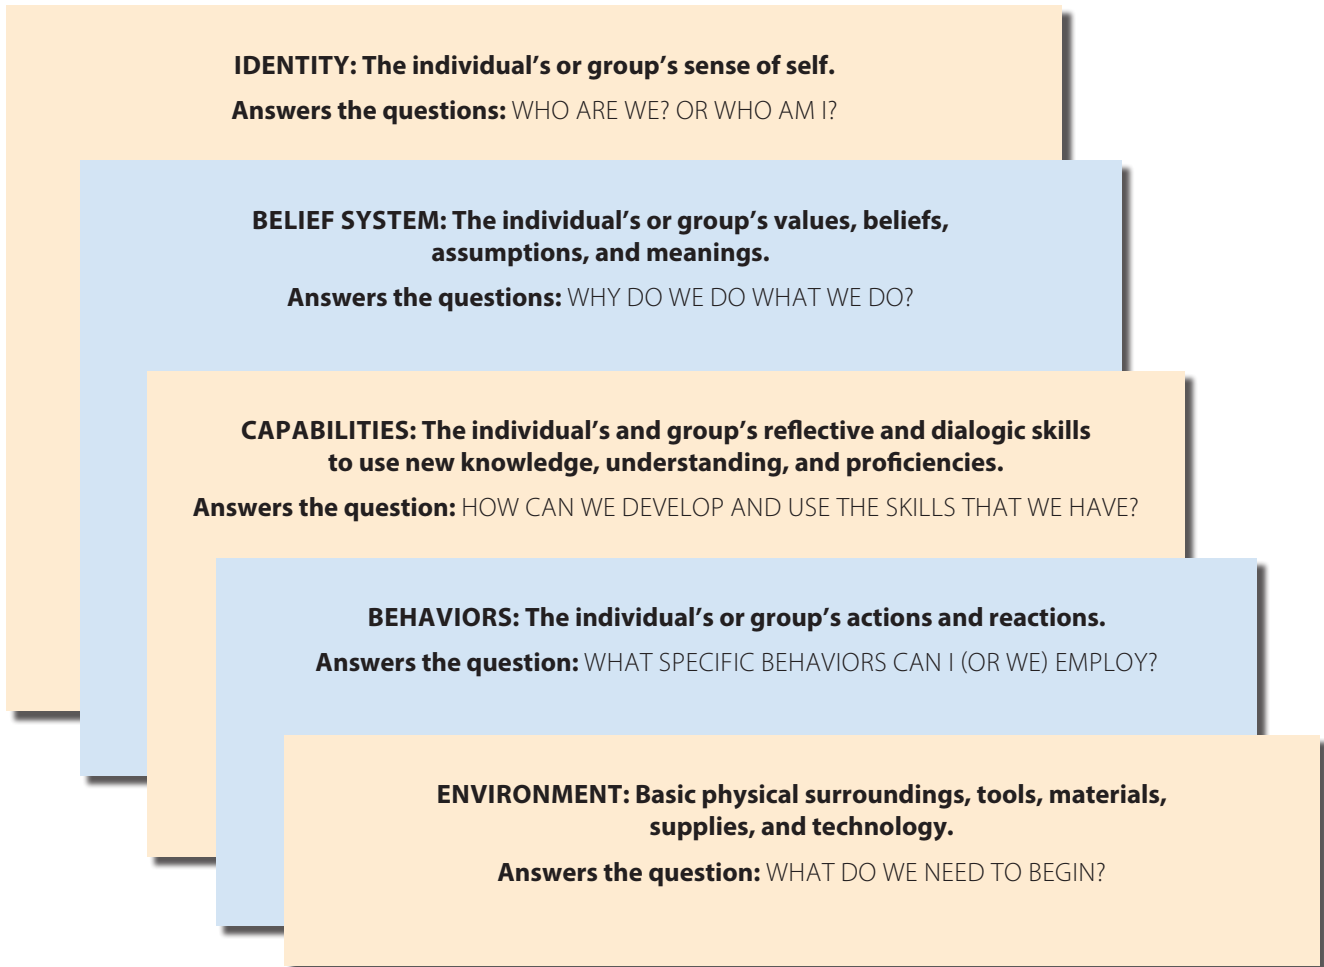 IDENTITY: The individual’s or group’s sense of self.
Answers the questions: WHO ARE WE? OR WHO AM I?
BELIEF SYSTEM: The individual’s or group’s values, beliefs,
assumptions, and meanings.
Answers the questions: WHY DO WE DO WHAT WE DO?
CAPABILITIES: The individual’s and group’s reflective and dialogic skills
to use new knowledge, understanding, and proficiencies.
Answers the question: HOW CAN WE DEVELOP AND USE THE SKILLS THAT WE HAVE?
BEHAVIORS: The individual’s or group’s actions and reactions.
Answers the question: WHAT SPECIFIC BEHAVIORS CAN I (OR WE) EMPLOY?
ENVIRONMENT: Basic physical surroundings, tools, materials,
supplies, and technology.
Answers the question: WHAT DO WE NEED TO BEGIN?